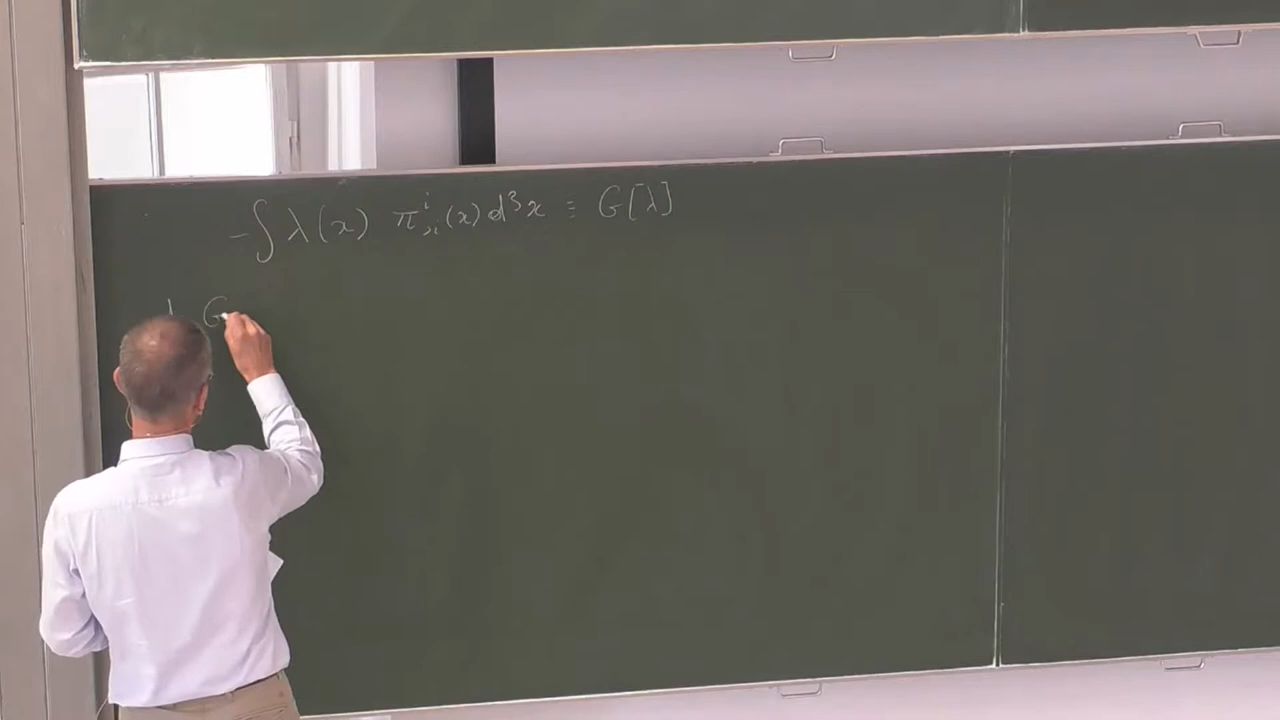 -∫ λ(x) π^i_{,i}(x) d³x ≡ G[λ]
G